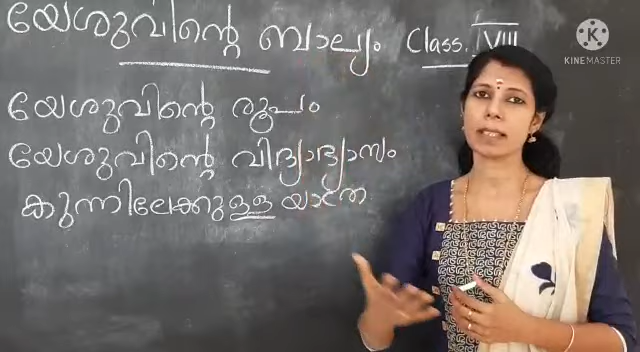 യേശുവിന്റെ ബാല്യം Class. VIII
യേശുവിന്റെ രൂപം
യേശുവിന്റെ വിദ്യാഭ്യാസം
കുന്നിലേക്കുള്ള യാത്ര
K
KINEMASTER